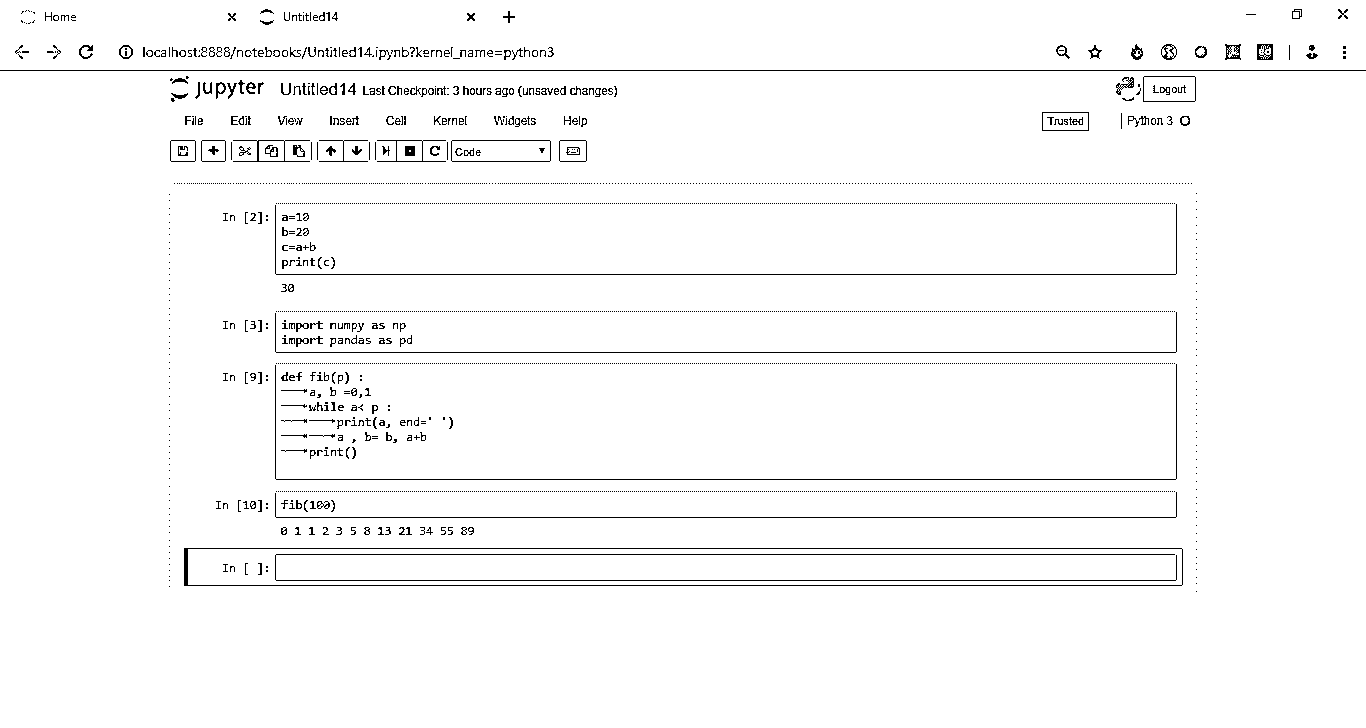 Home
Untitled14
localhost:8888/notebooks/Untitled14.ipynb?kernel_name=python3
jupyter Untitled14 Last Checkpoint: 3 hours ago (unsaved changes)
Logout
File Edit View Insert Cell Kernel Widgets Help
Trusted
Python 3
Code
In [2]: a=10
b=20
c=a+b
print(c)
30
In [3]: import numpy as np
import pandas as pd
In [9]: def fib(p) :
a, b =0,1
while a< p :
print(a, end=' ')
a , b= b, a+b
print()
In [10]: fib(100)
0 1 1 2 3 5 8 13 21 34 55 89
In [ ]: